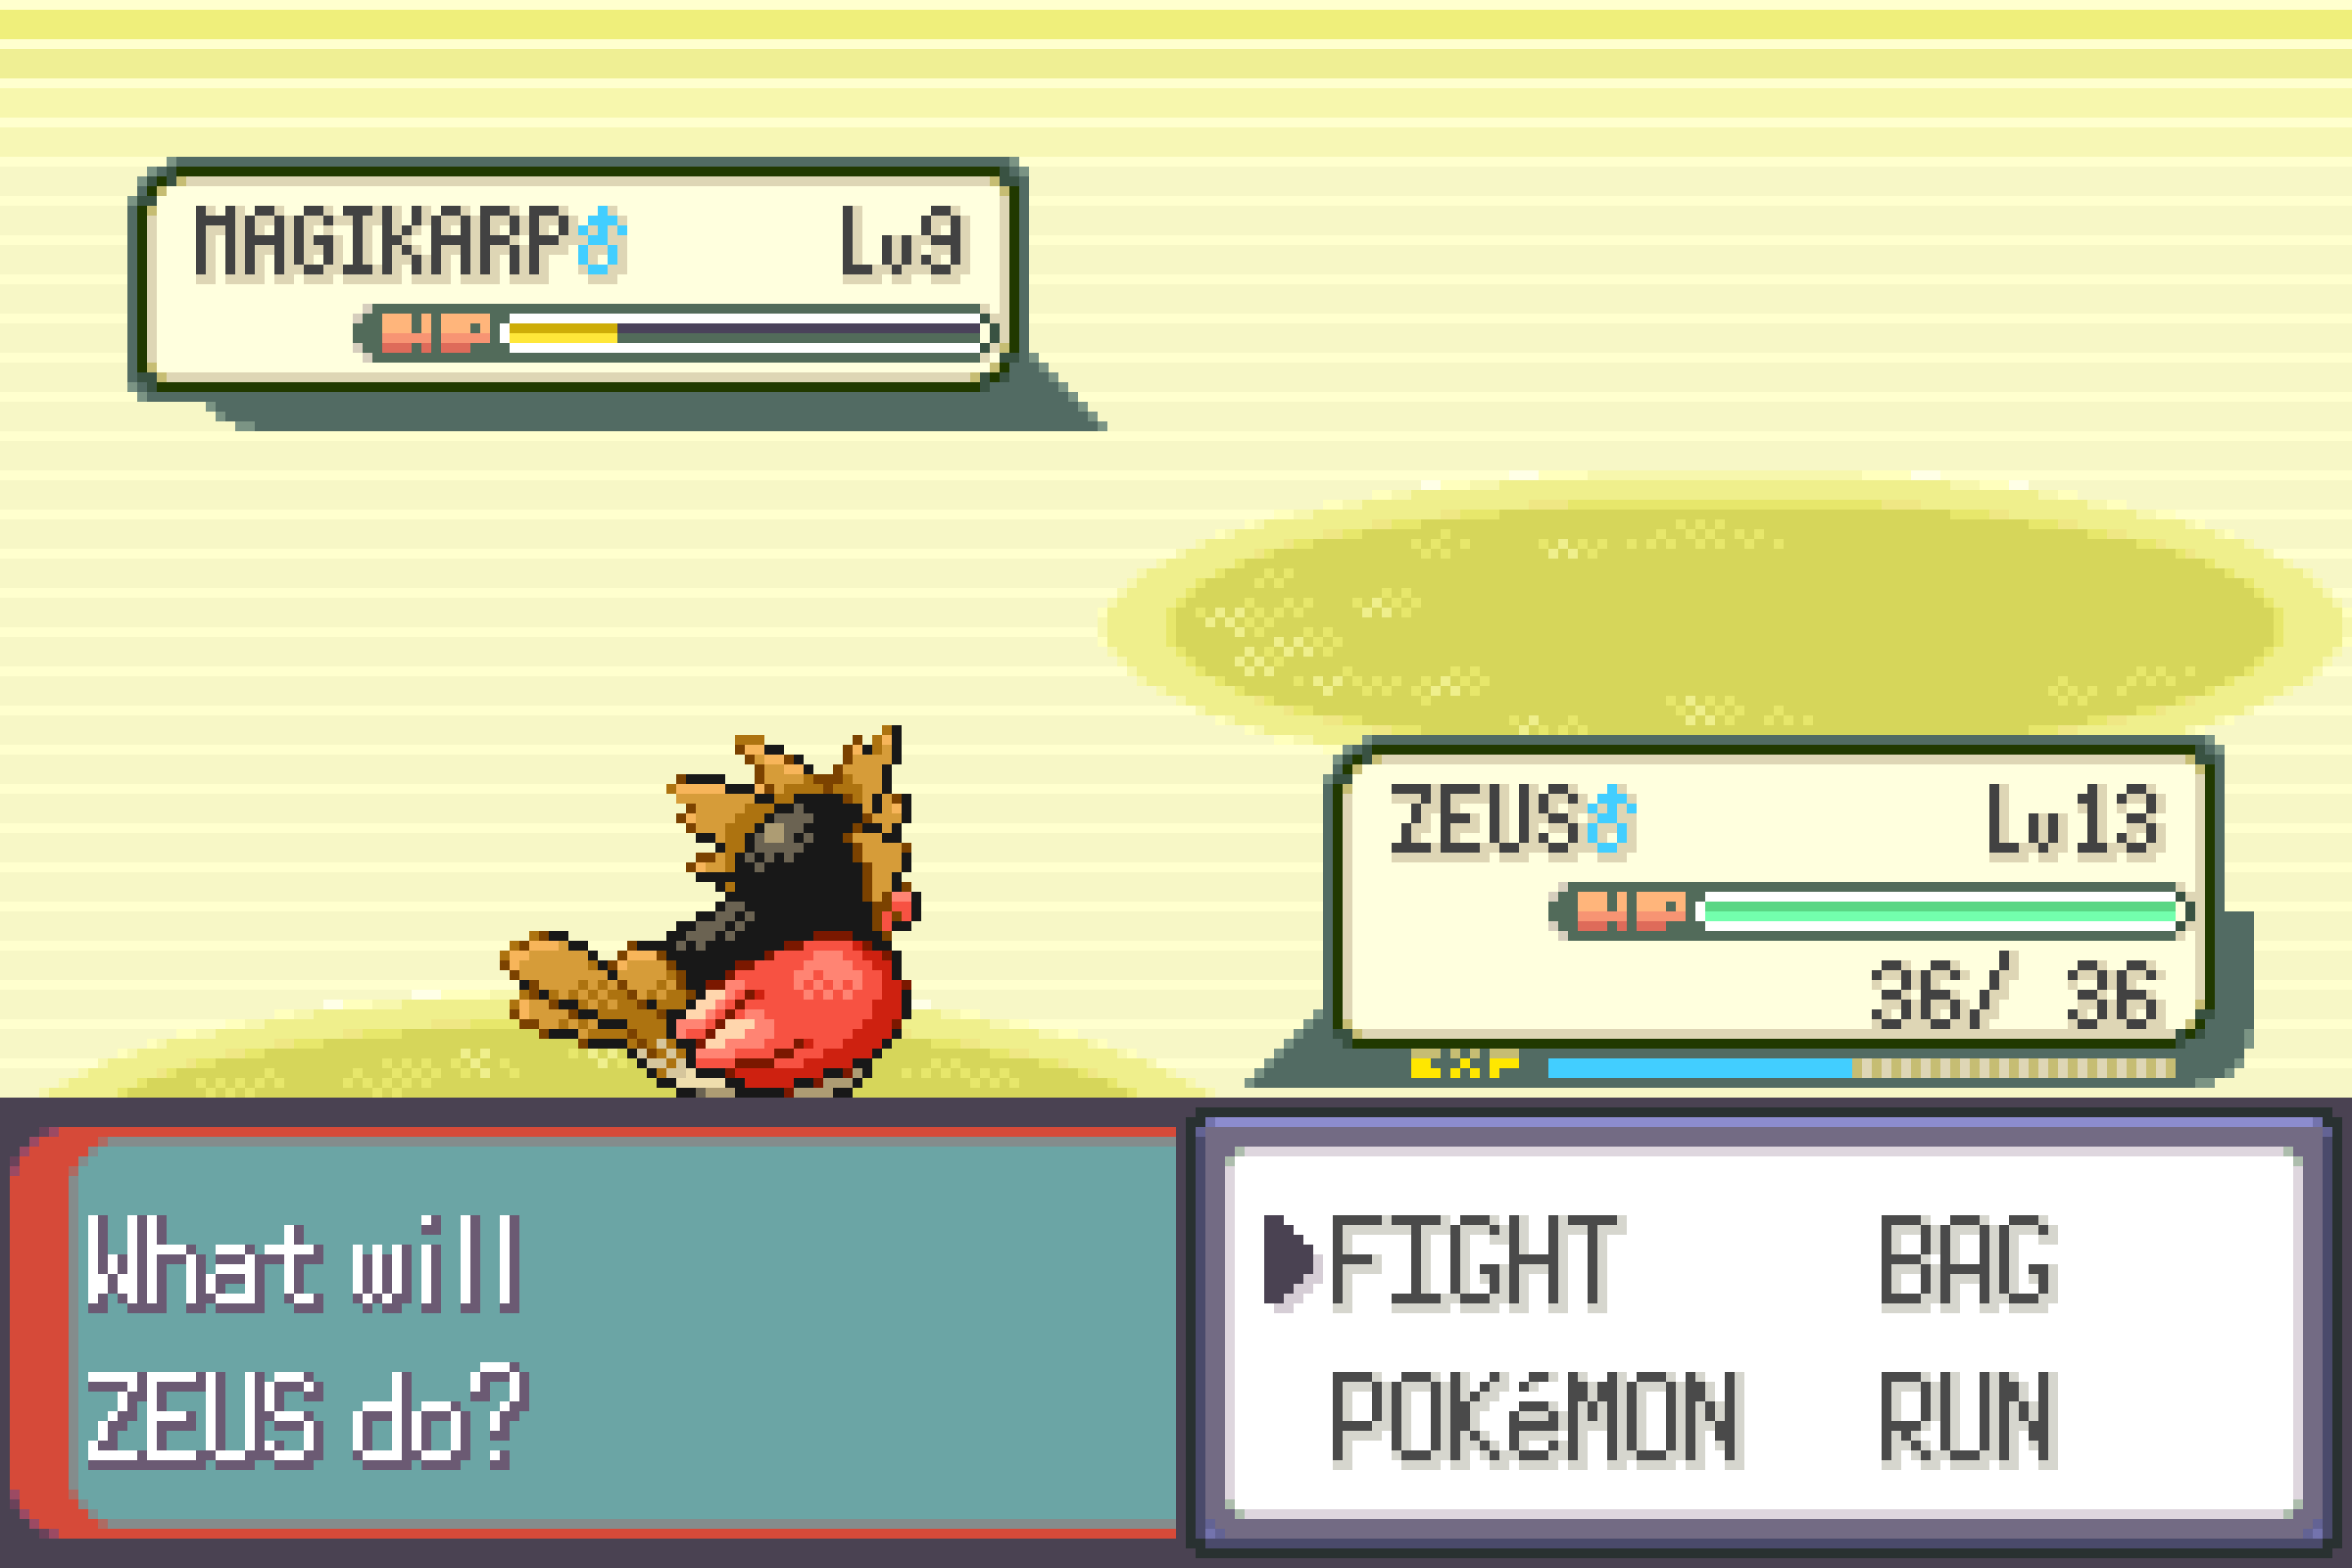 MAGIKARP♂ Lv9
HP
ZEUS♂ Lv13
HP
36/ 36
EXP
What will
ZEUS do?
FIGHT BAG
POKéMON RUN